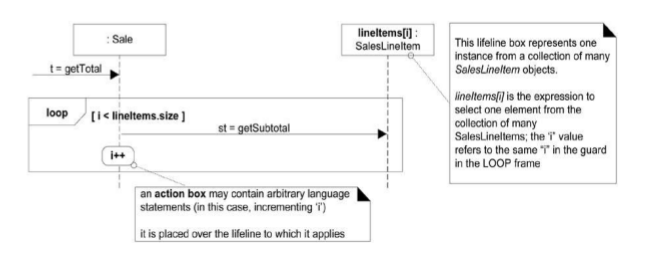 : Sale
lineItems[i] :
SalesLineItem
t = getTotal
This lifeline box represents one
instance from a collection of many
SalesLineItem objects.
lineItems[i] is the expression to
select one element from the
collection of many
SalesLineItems; the "i" value
refers to the same "i" in the guard
in the LOOP frame
loop
[ i < lineItems.size ]
st = getSubtotal
i++
an action box may contain arbitrary language
statements (in this case, incrementing 'i')
it is placed over the lifeline to which it applies